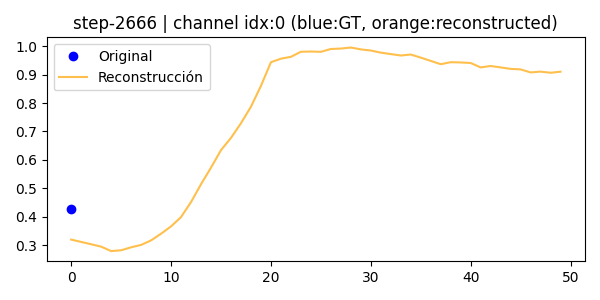 step-2666 | channel idx:0 (blue:GT, orange:reconstructed)
Original
Reconstrucción
1.0
0.9
0.8
0.7
0.6
0.5
0.4
0.3
0 10 20 30 40 50